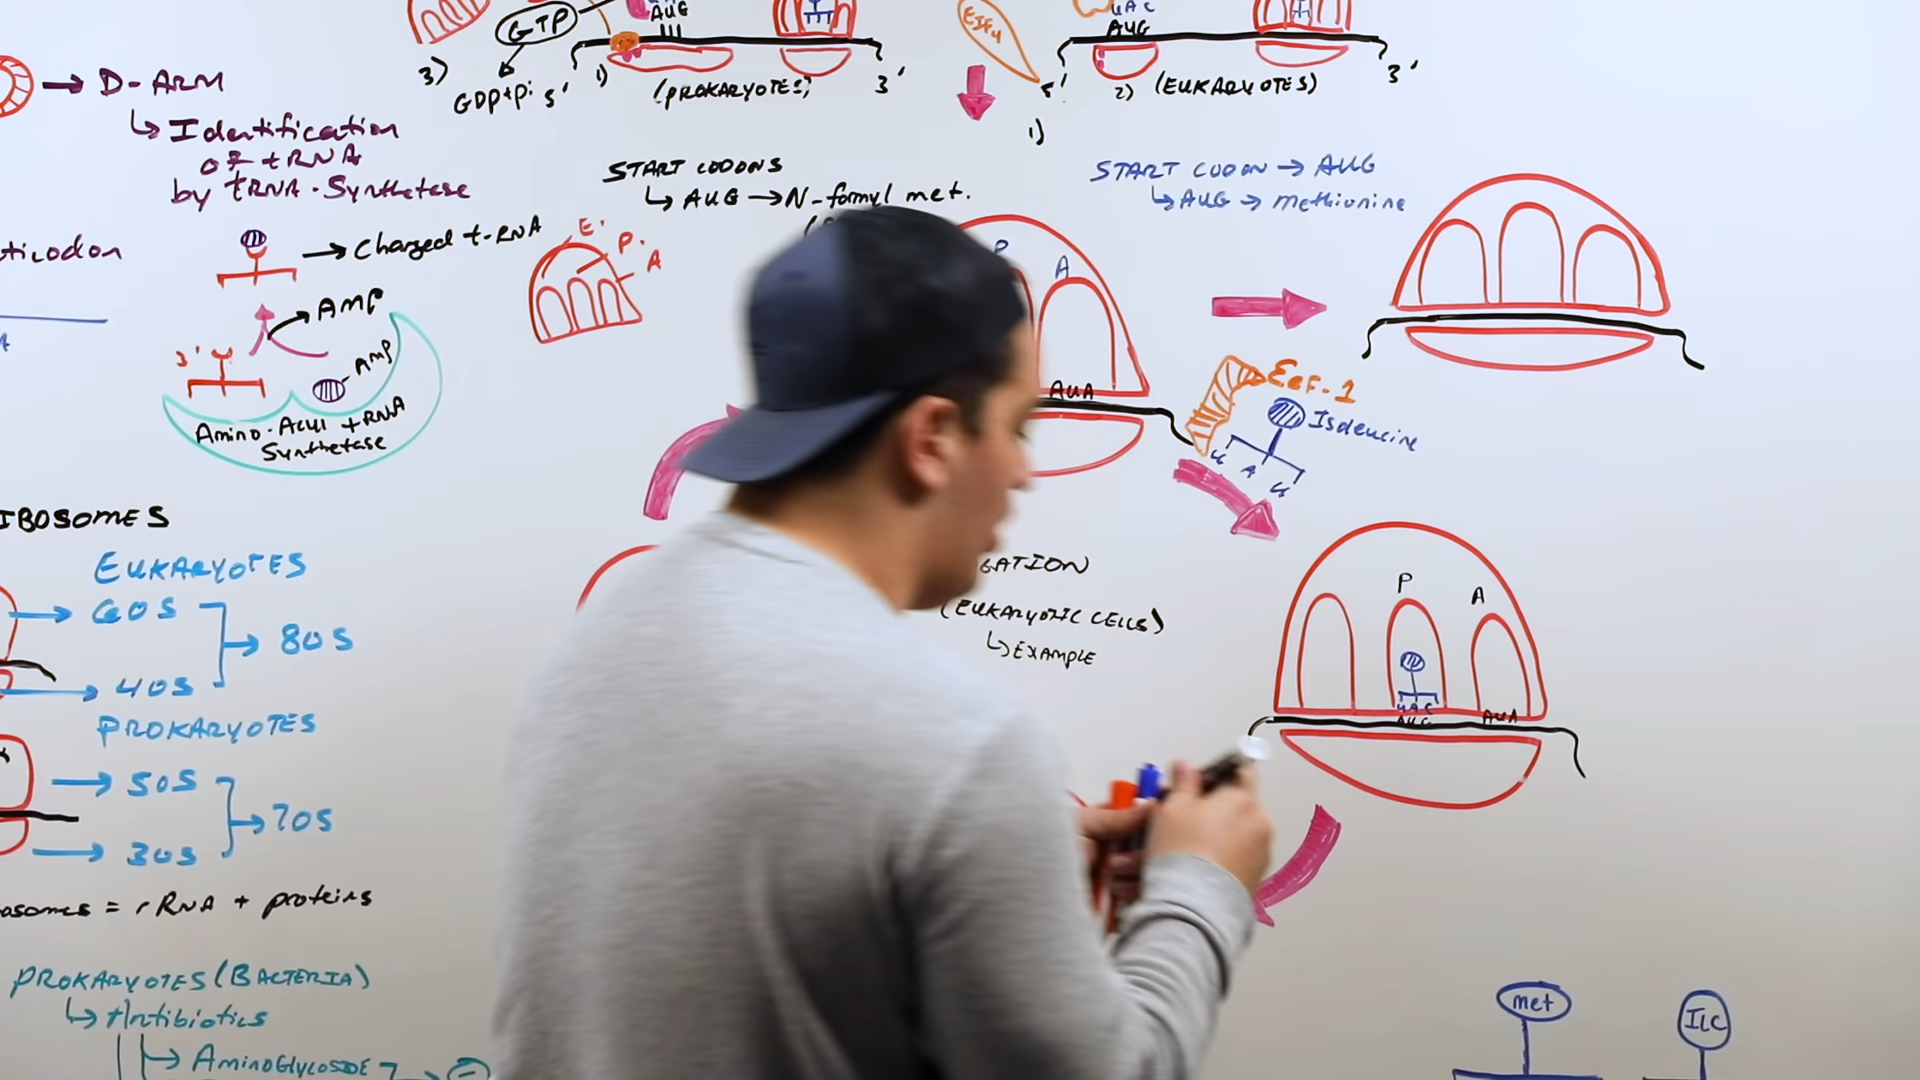 GTP
AUG
UAC
AUG
EIF4
3)
GDP+Pi
5'
1)
(PROKARYOTES)
3'
5'
2)
(EUKARYOTES)
3'
1)
D-ARM
Identification
of tRNA
by tRNA-Synthetase
START CODONS
AUG → N-formyl met.
START CODON → AUG
AUG → methionine
ticodon
Charged t-RNA
E.
P.
A
P
A
AMP
3'
AMP
Amino-Acyl tRNA
Synthetase
AUA
EEF-1
Isoleucine
U A U
IBOSOMES
EUKARYOTES
60S
80S
40S
PROKARYOTES
50S
70S
30S
osomes = rRNA + proteins
GATION
(EUKARYOTIC CELLS)
EXAMPLE
P
A
UAC
AUG
AUA
PROKARYOTES (BACTERIA)
Antibiotics
AMINOGLYCOSIDE
met
ILC